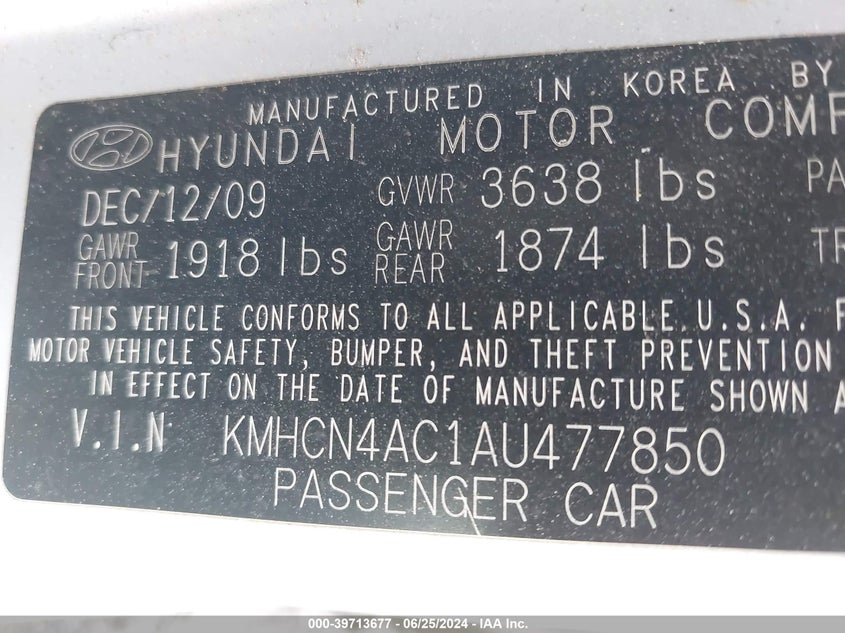 MANUFACTURED IN KOREA BY
HYUNDAI MOTOR
DEC/12/09 GVWR 3638 lbs
GAWR FRONT 1918 lbs GAWR REAR 1874 lbs
THIS VEHICLE CONFORMS TO ALL APPLICABLE U.S.A.
MOTOR VEHICLE SAFETY, BUMPER, AND THEFT PREVENTION
IN EFFECT ON THE DATE OF MANUFACTURE SHOWN
V.I.N KMHCN4AC1AU477850
PASSENGER CAR
000-39713677 - 06/25/2024 - IAA Inc.